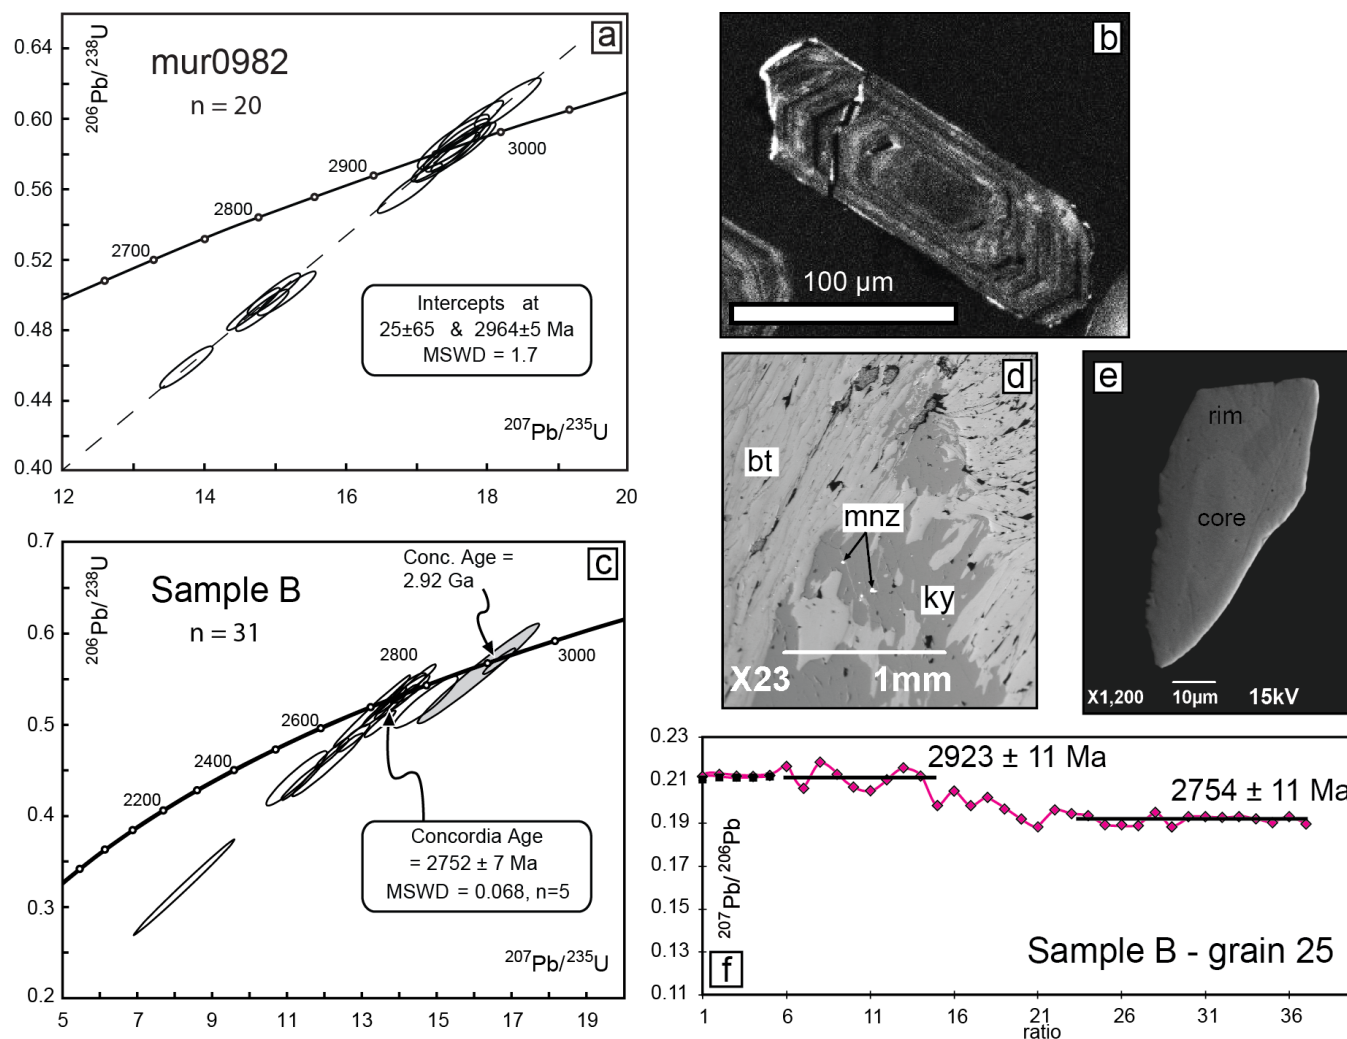 a
mur0982
n = 20
206Pb/ 238U
0.64
0.60
0.56
0.52
0.48
0.44
0.40
2700
2800
2900
3000
Intercepts at
25±65 & 2964±5 Ma
MSWD = 1.7
207Pb/235U
12 14 16 18 20
b
100 µm
c
Sample B
n = 31
206Pb/ 238U
0.7
0.6
0.5
0.4
0.3
0.2
Conc. Age =
2.92 Ga
2200
2400
2600
2800
3000
Concordia Age
= 2752 ± 7 Ma
MSWD = 0.068, n=5
207Pb/235U
5 7 9 11 13 15 17 19
d
bt
mnz
ky
X23 1mm
e
rim
core
X1,200 10µm 15kV
0.23
0.21
0.19
0.17
0.15
0.13
0.11
207Pb/ 206Pb
2923 ± 11 Ma
2754 ± 11 Ma
f
Sample B - grain 25
1 6 11 16 21 26 31 36
ratio